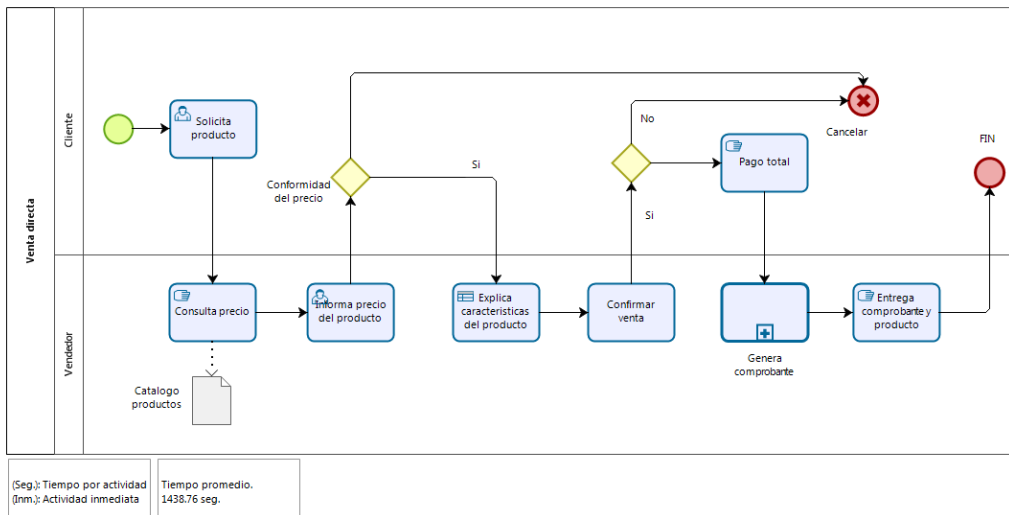 Venta directa
Cliente
Solicita
producto
Conformidad
del precio
Si
No
Si
Pago total
Cancelar
FIN
Vendedor
Consulta precio
Informa precio
del producto
Explica
caracteristicas
del producto
Confirmar
venta
Genera
comprobante
Entrega
comprobante y
producto
Catalogo
productos
(Seg.): Tiempo por actividad
(Inm.): Actividad inmediata
Tiempo promedio.
1438.76 seg.